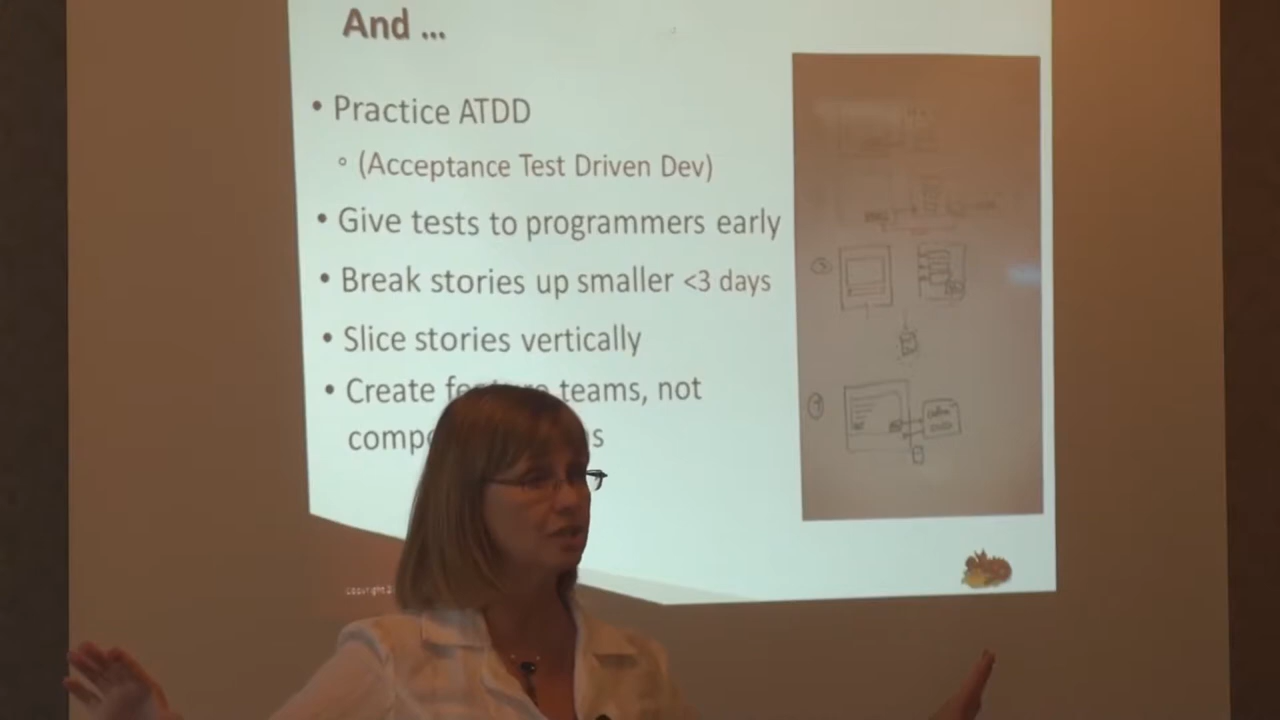 And ...
• Practice ATDD
◦ (Acceptance Test Driven Dev)
• Give tests to programmers early
• Break stories up smaller <3 days
• Slice stories vertically
• Create teams, not